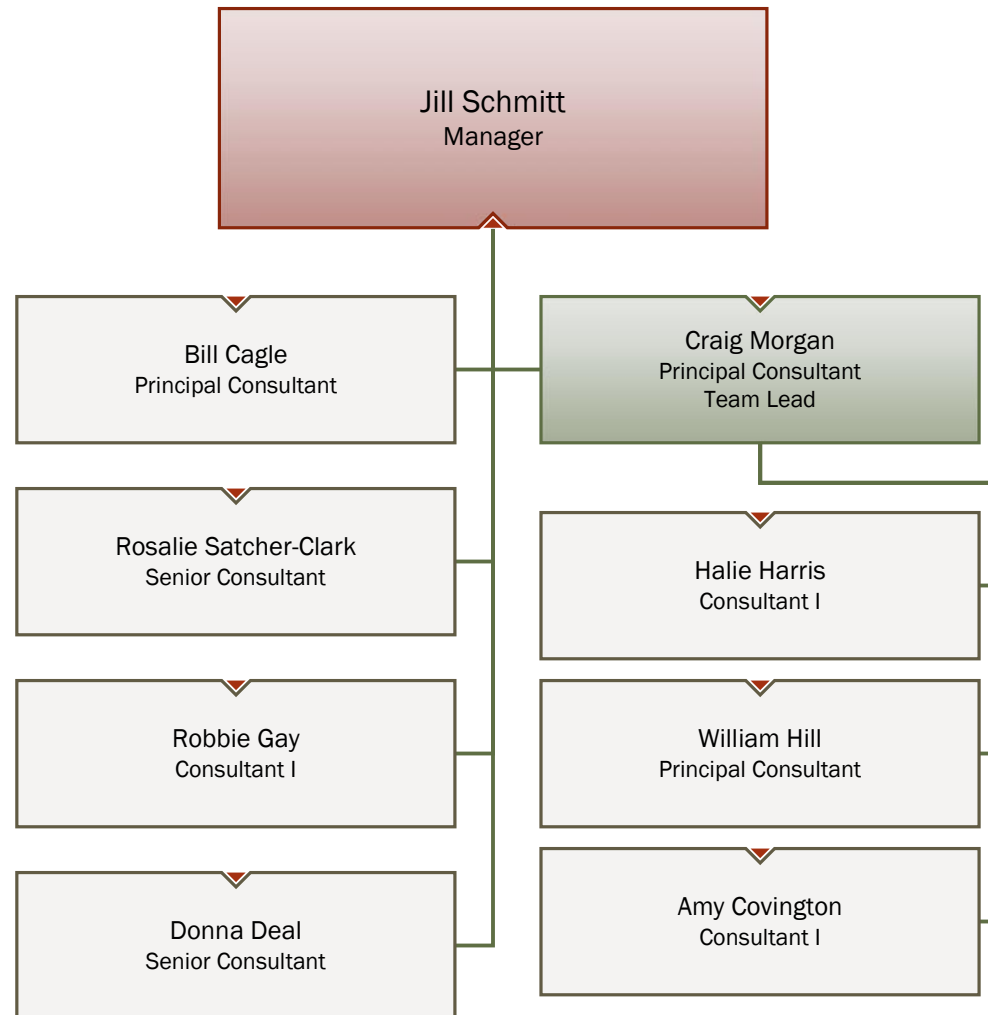 Jill Schmitt
Manager
Bill Cagle
Principal Consultant
Craig Morgan
Principal Consultant
Team Lead
Rosalie Satcher-Clark
Senior Consultant
Halie Harris
Consultant I
Robbie Gay
Consultant I
William Hill
Principal Consultant
Donna Deal
Senior Consultant
Amy Covington
Consultant I